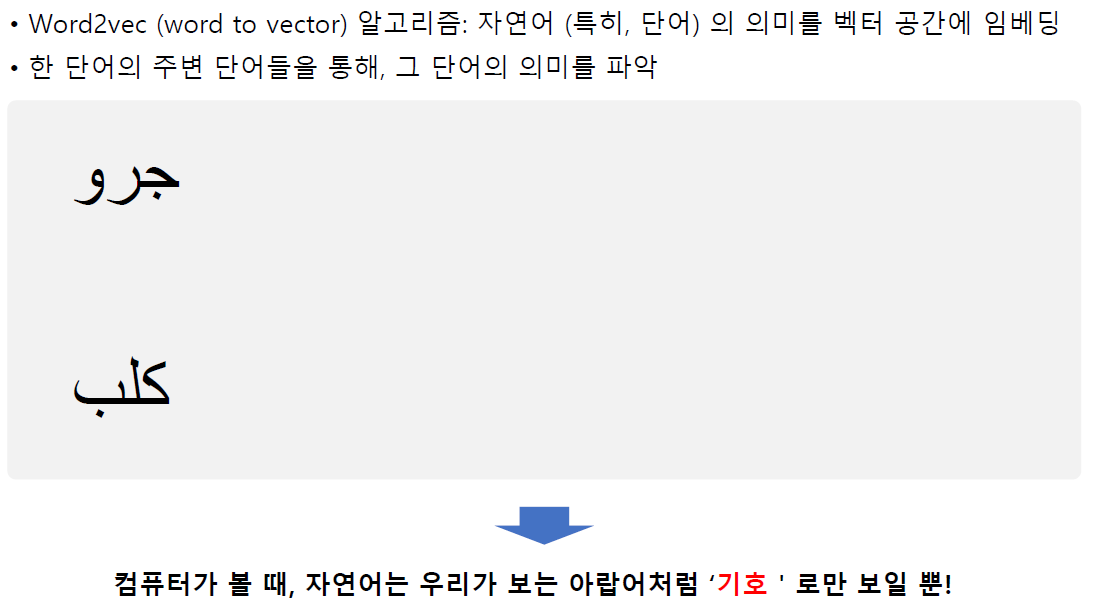 • Word2vec (word to vector) 알고리즘: 자연어 (특히, 단어) 의 의미를 벡터 공간에 임베딩
• 한 단어의 주변 단어들을 통해, 그 단어의 의미를 파악
جرو
كلب
컴퓨터가 볼 때, 자연어는 우리가 보는 아랍어처럼 ‘기호 ' 로만 보일 뿐!